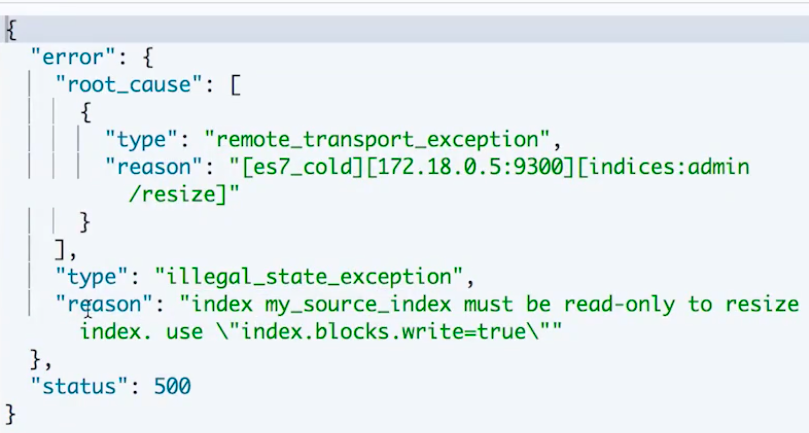 {
"error": {
"root_cause": [
{
"type": "remote_transport_exception",
"reason": "[es7_cold][172.18.0.5:9300][indices:admin
/resize]"
}
],
"type": "illegal_state_exception",
"reason": "index my_source_index must be read-only to resize
index. use \"index.blocks.write=true\""
},
"status": 500
}